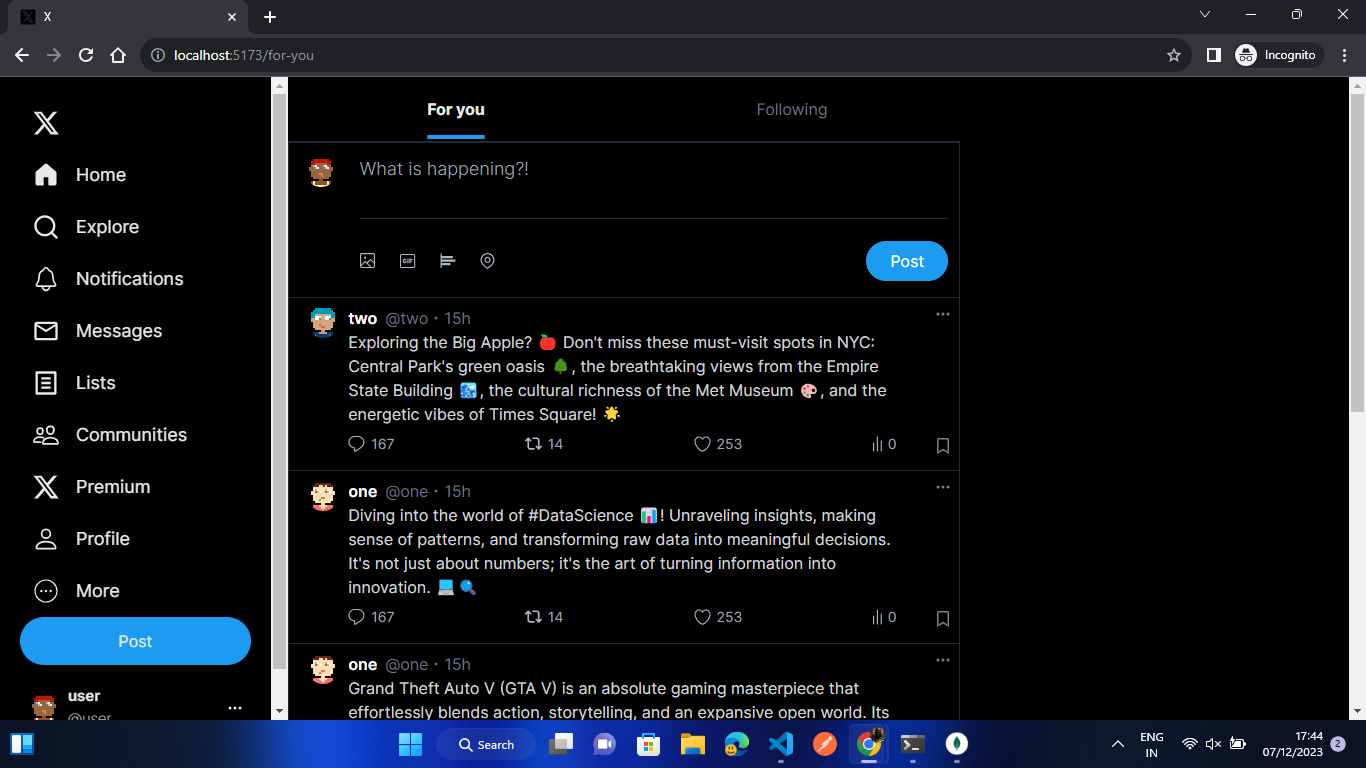 X
localhost:5173/for-you
Incognito
Home
Explore
Notifications
Messages
Lists
Communities
Premium
Profile
More
Post
user
@user
For you
Following
What is happening?!
GIF
Post
two @two · 15h
Exploring the Big Apple? 🍎 Don't miss these must-visit spots in NYC:
Central Park's green oasis 🌳, the breathtaking views from the Empire
State Building 🏙️, the cultural richness of the Met Museum 🎨, and the
energetic vibes of Times Square! 🌟
167 14 253 0
one @one · 15h
Diving into the world of #DataScience 📊! Unraveling insights, making
sense of patterns, and transforming raw data into meaningful decisions.
It's not just about numbers; it's the art of turning information into
innovation. 💻🔍
167 14 253 0
one @one · 15h
Grand Theft Auto V (GTA V) is an absolute gaming masterpiece that
effortlessly blends action, storytelling, and an expansive open world. Its
Search
ENG
IN
17:44
07/12/2023
2